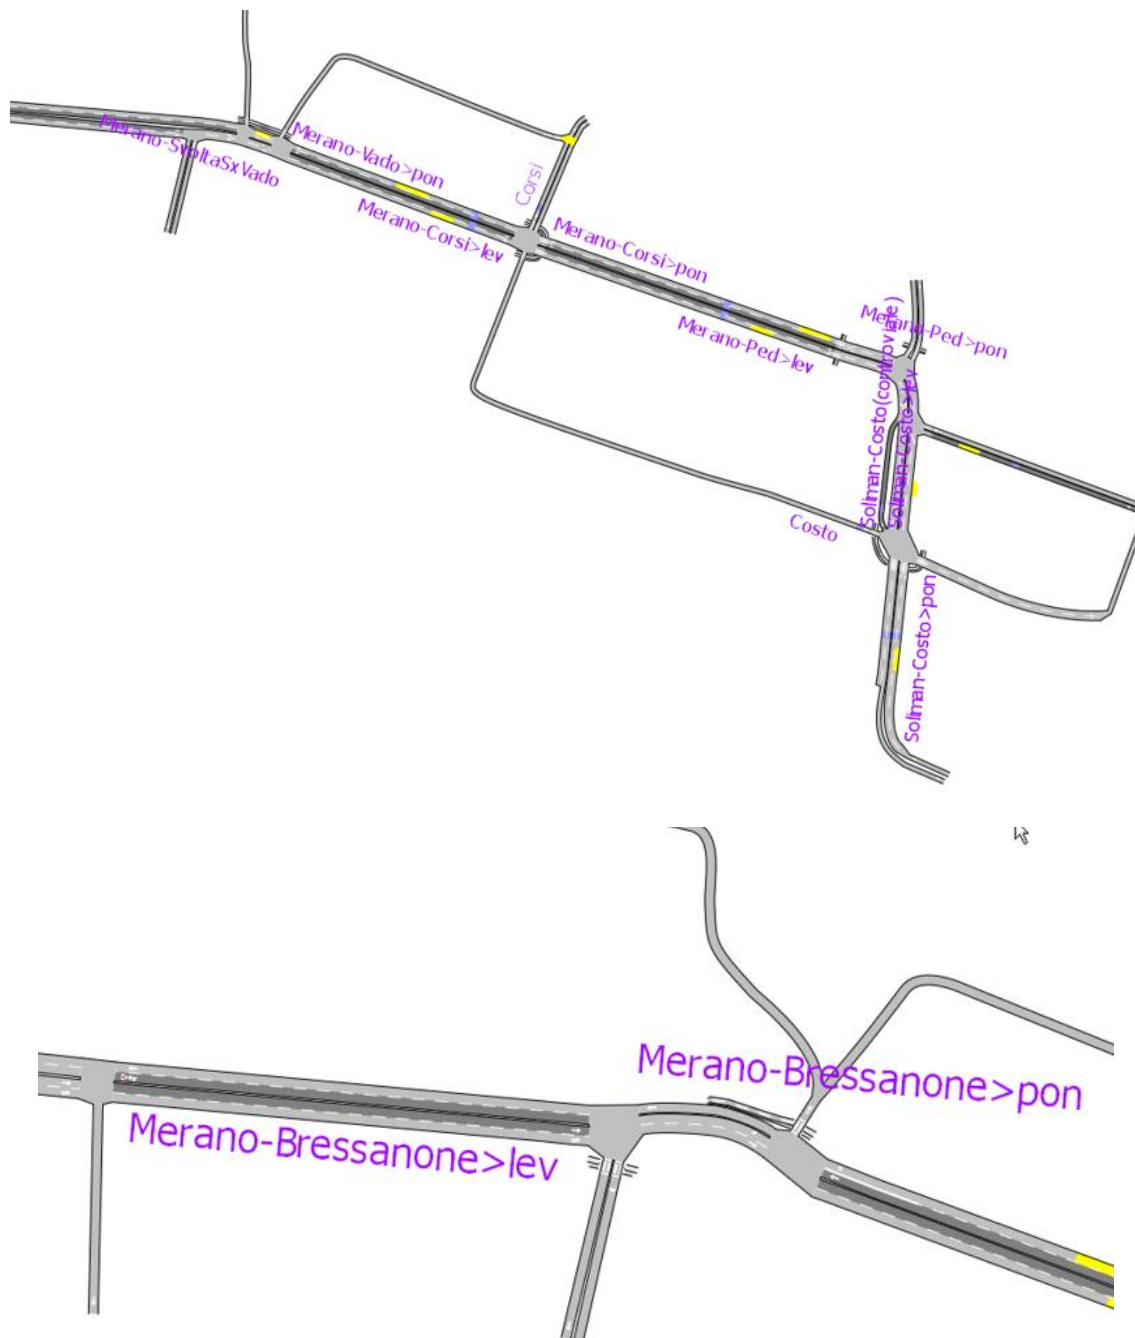 Merano-SvoltaSxVado
Merano-Vado>pon
Merano-Corsi>lev
Corsi
Merano-Corsi>pon
Merano-Ped>lev
Merano-Ped>pon
Soliman-Costo(controviale)
Soliman-Costo>lev
Costo
Soliman-Costo>pon
Merano-Bressanone>pon
Merano-Bressanone>lev